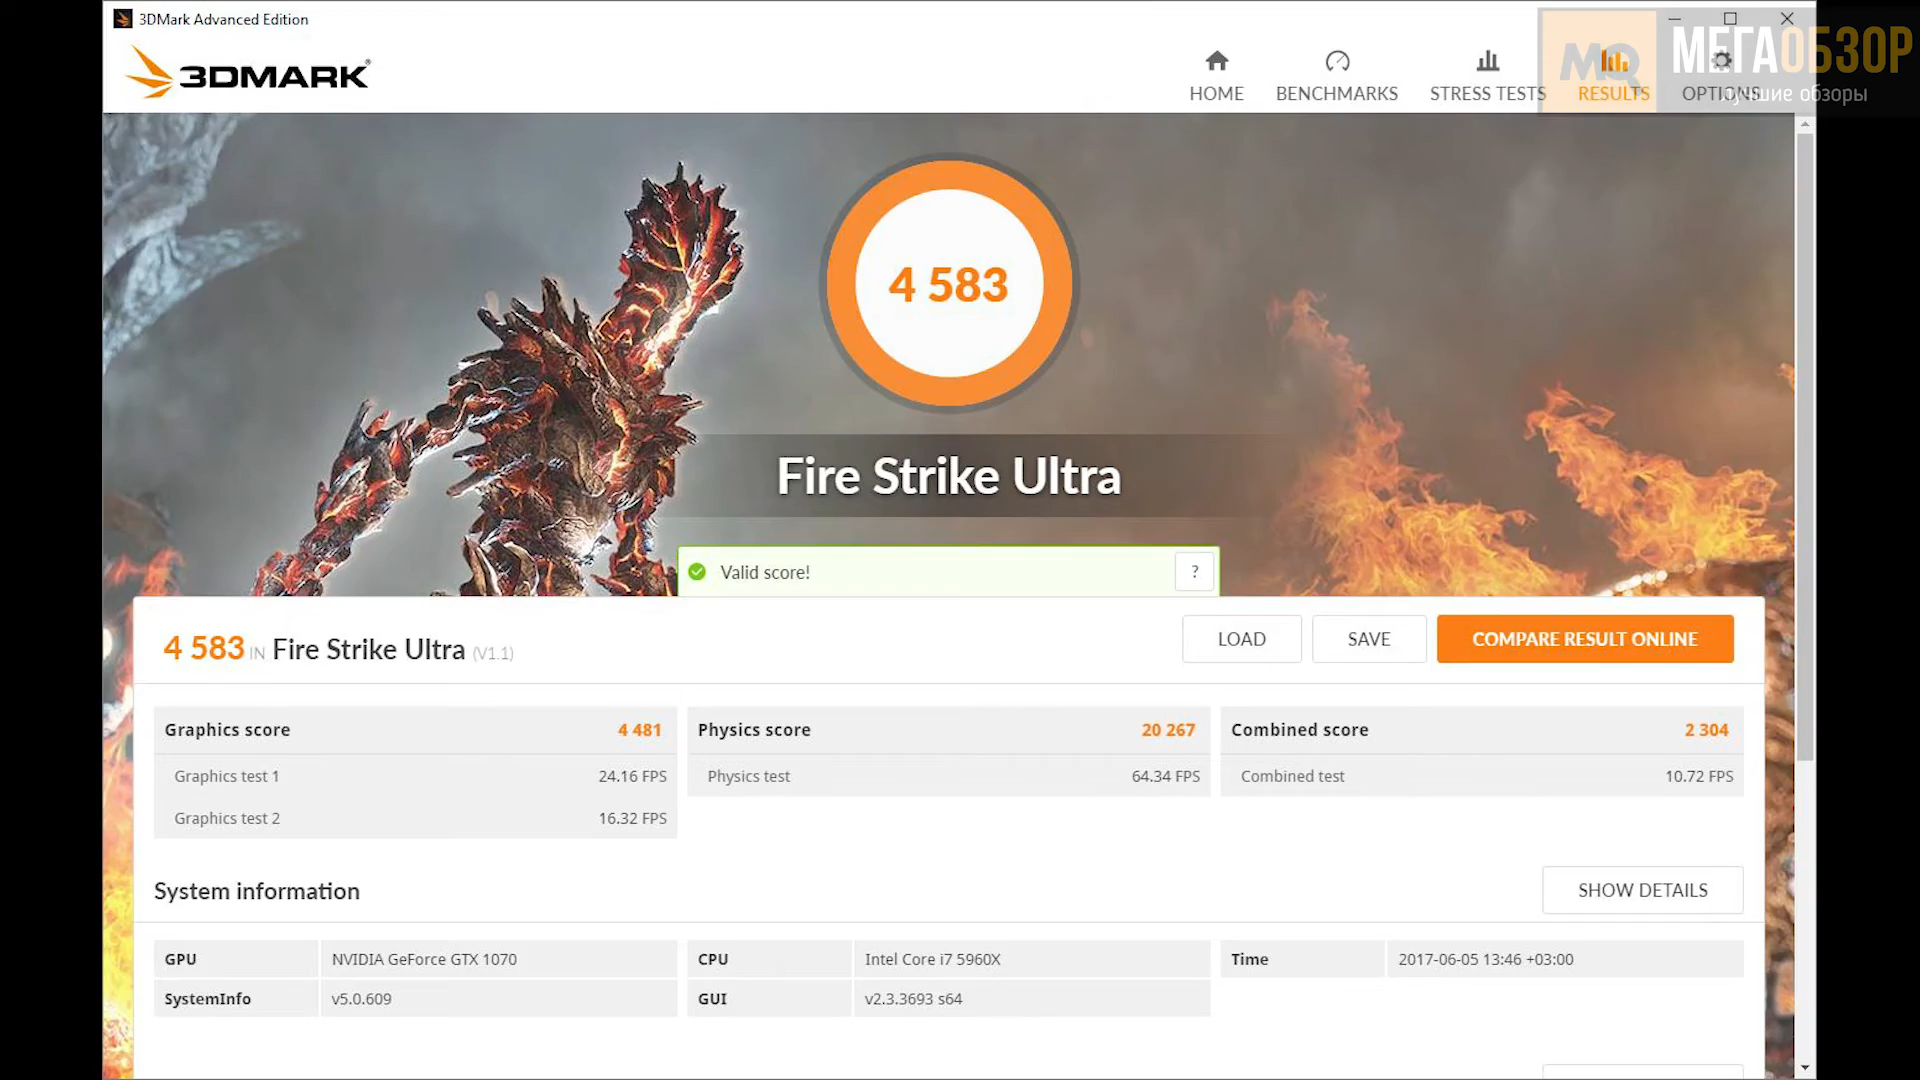 3DMark Advanced Edition
3DMARK®
HOME
BENCHMARKS
STRESS TESTS
RESULTS
OPTIONS
МЕГАОБЗОР
лучшие обзоры
4 583
Fire Strike Ultra
Valid score!
?
4 583 IN Fire Strike Ultra (V1.1)
LOAD
SAVE
COMPARE RESULT ONLINE
Graphics score 4 481
Graphics test 1 24.16 FPS
Graphics test 2 16.32 FPS
Physics score 20 267
Physics test 64.34 FPS
Combined score 2 304
Combined test 10.72 FPS
System information
SHOW DETAILS
GPU NVIDIA GeForce GTX 1070
CPU Intel Core i7 5960X
Time 2017-06-05 13:46 +03:00
SystemInfo v5.0.609
GUI v2.3.3693 s64